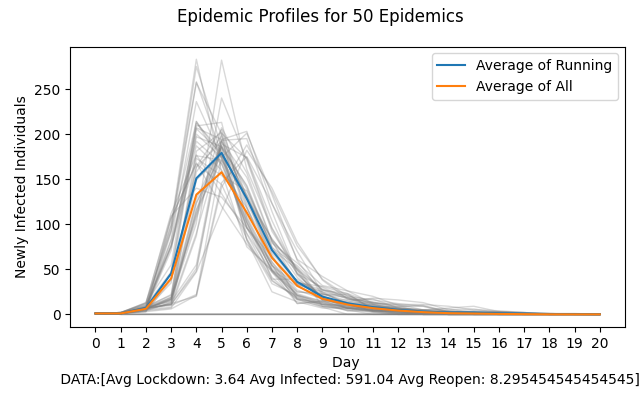 Epidemic Profiles for 50 Epidemics
Average of Running
Average of All
Newly Infected Individuals
250
200
150
100
50
0
0 1 2 3 4 5 6 7 8 9 10 11 12 13 14 15 16 17 18 19 20
Day
DATA:[Avg Lockdown: 3.64 Avg Infected: 591.04 Avg Reopen: 8.295454545454545]